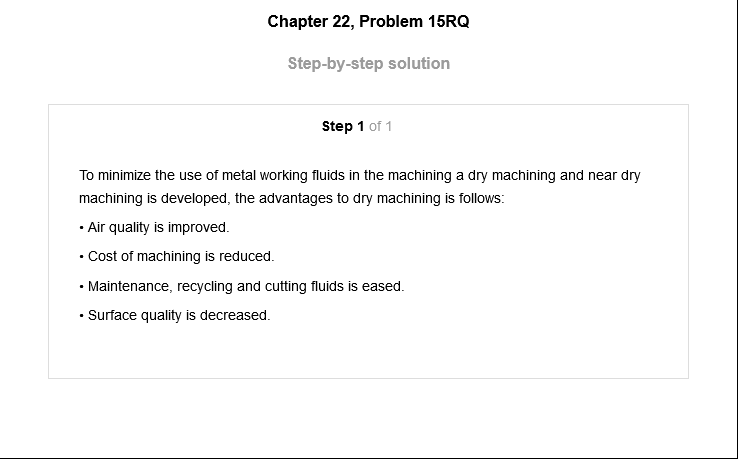 Chapter 22, Problem 15RQ
Step-by-step solution
Step 1 of 1
To minimize the use of metal working fluids in the machining a dry machining and near dry
machining is developed, the advantages to dry machining is follows:
• Air quality is improved.
• Cost of machining is reduced.
• Maintenance, recycling and cutting fluids is eased.
• Surface quality is decreased.